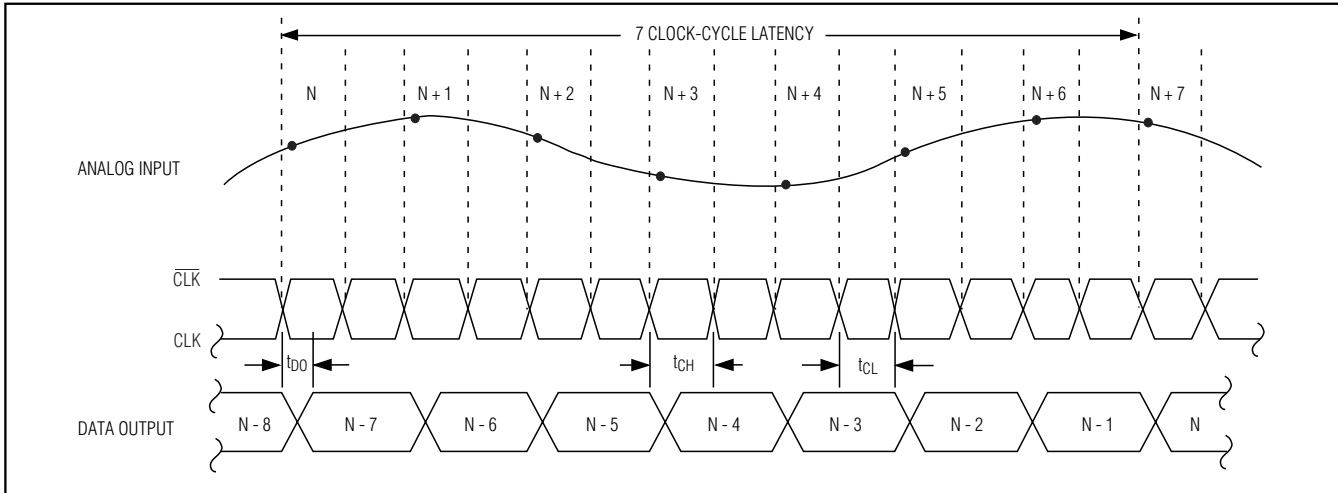 7 CLOCK-CYCLE LATENCY
N N + 1 N + 2 N + 3 N + 4 N + 5 N + 6 N + 7
ANALOG INPUT
C̅L̅K̅
CLK
tDO tCH tCL
DATA OUTPUT N - 8 N - 7 N - 6 N - 5 N - 4 N - 3 N - 2 N - 1 N